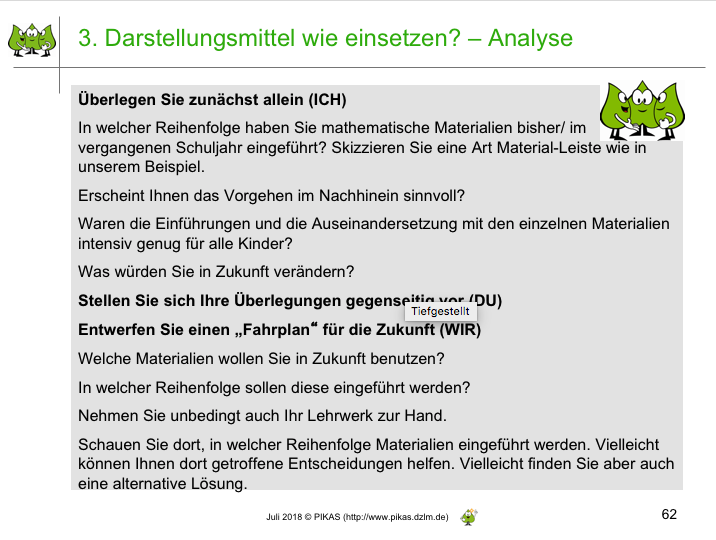 3. Darstellungsmittel wie einsetzen? – Analyse
Überlegen Sie zunächst allein (ICH)
In welcher Reihenfolge haben Sie mathematische Materialien bisher/ im
vergangenen Schuljahr eingeführt? Skizzieren Sie eine Art Material-Leiste wie in
unserem Beispiel.
Erscheint Ihnen das Vorgehen im Nachhinein sinnvoll?
Waren die Einführungen und die Auseinandersetzung mit den einzelnen Materialien
intensiv genug für alle Kinder?
Was würden Sie in Zukunft verändern?
Stellen Sie sich Ihre Überlegungen gegenseitig vor (DU)
Tiefgestellt
Entwerfen Sie einen „Fahrplan“ für die Zukunft (WIR)
Welche Materialien wollen Sie in Zukunft benutzen?
In welcher Reihenfolge sollen diese eingeführt werden?
Nehmen Sie unbedingt auch Ihr Lehrwerk zur Hand.
Schauen Sie dort, in welcher Reihenfolge Materialien eingeführt werden. Vielleicht
können Ihnen dort getroffene Entscheidungen helfen. Vielleicht finden Sie aber auch
eine alternative Lösung.
Juli 2018 © PIKAS (http://www.pikas.dzlm.de)
62